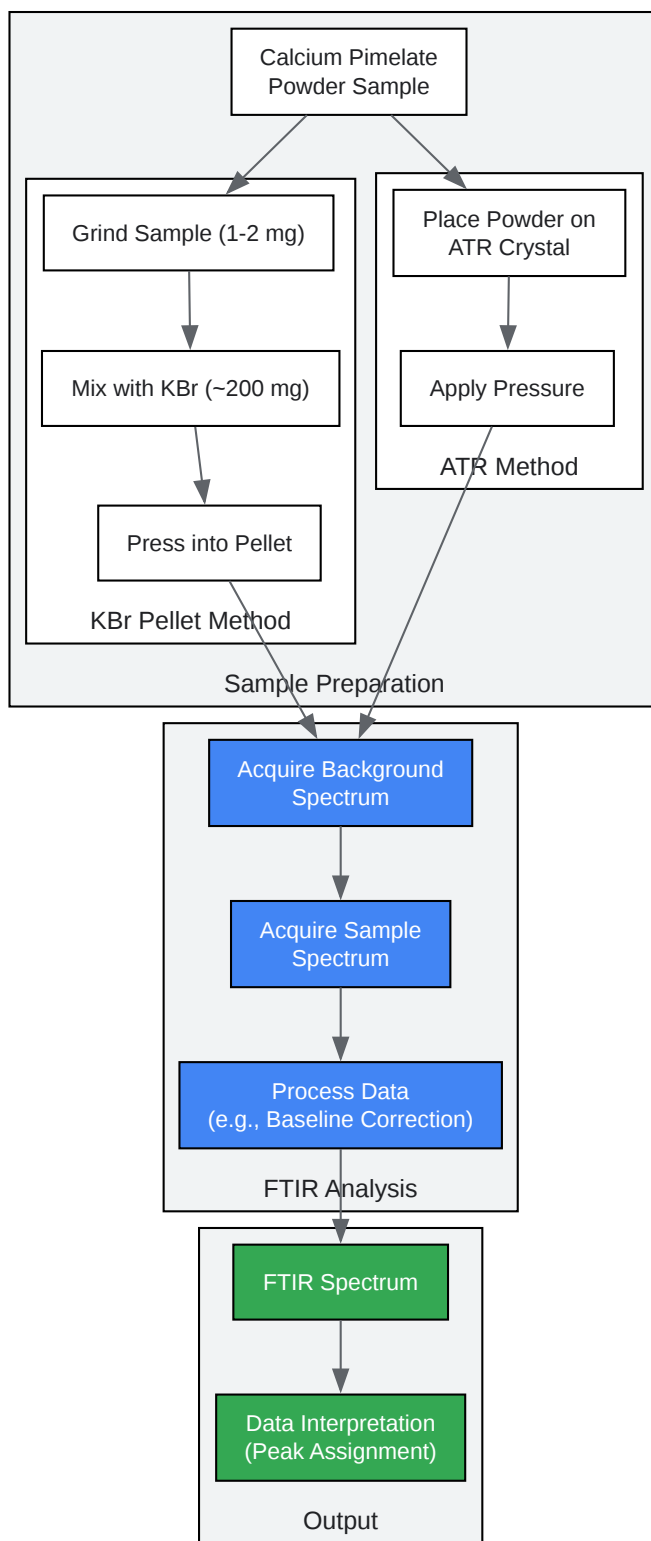 Calcium Pimelate
Powder Sample
Grind Sample (1-2 mg)
Mix with KBr (~200 mg)
Press into Pellet
KBr Pellet Method
Place Powder on
ATR Crystal
Apply Pressure
ATR Method
Sample Preparation
Acquire Background
Spectrum
Acquire Sample
Spectrum
Process Data
(e.g., Baseline Correction)
FTIR Analysis
FTIR Spectrum
Data Interpretation
(Peak Assignment)
Output